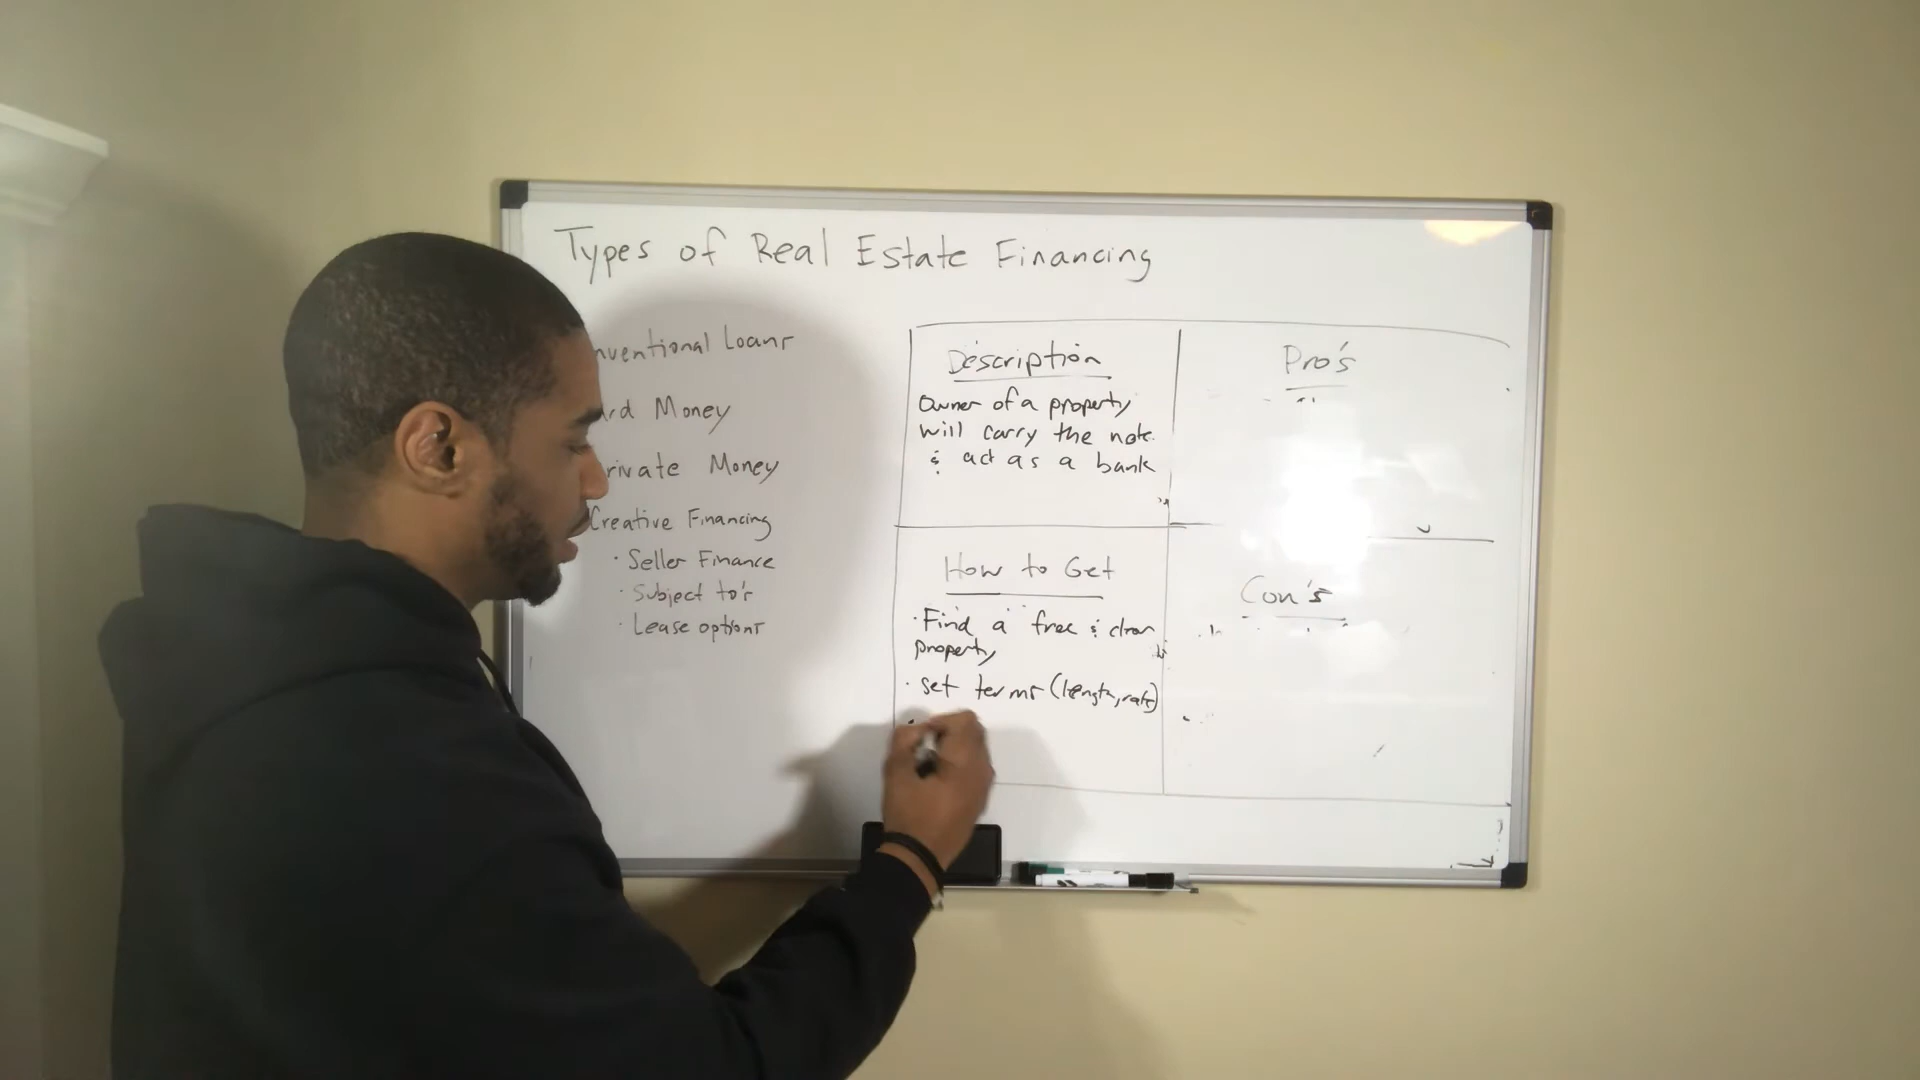 Types of Real Estate Financing
nventional Loans
rd Money
rivate Money
Creative Financing
· Seller Finance
· Subject to's
· Lease options
Description
Owner of a property
will carry the note
& act as a bank
How to Get
· Find a free & clear
property
· set terms (length, rate)
Pro's
Con's